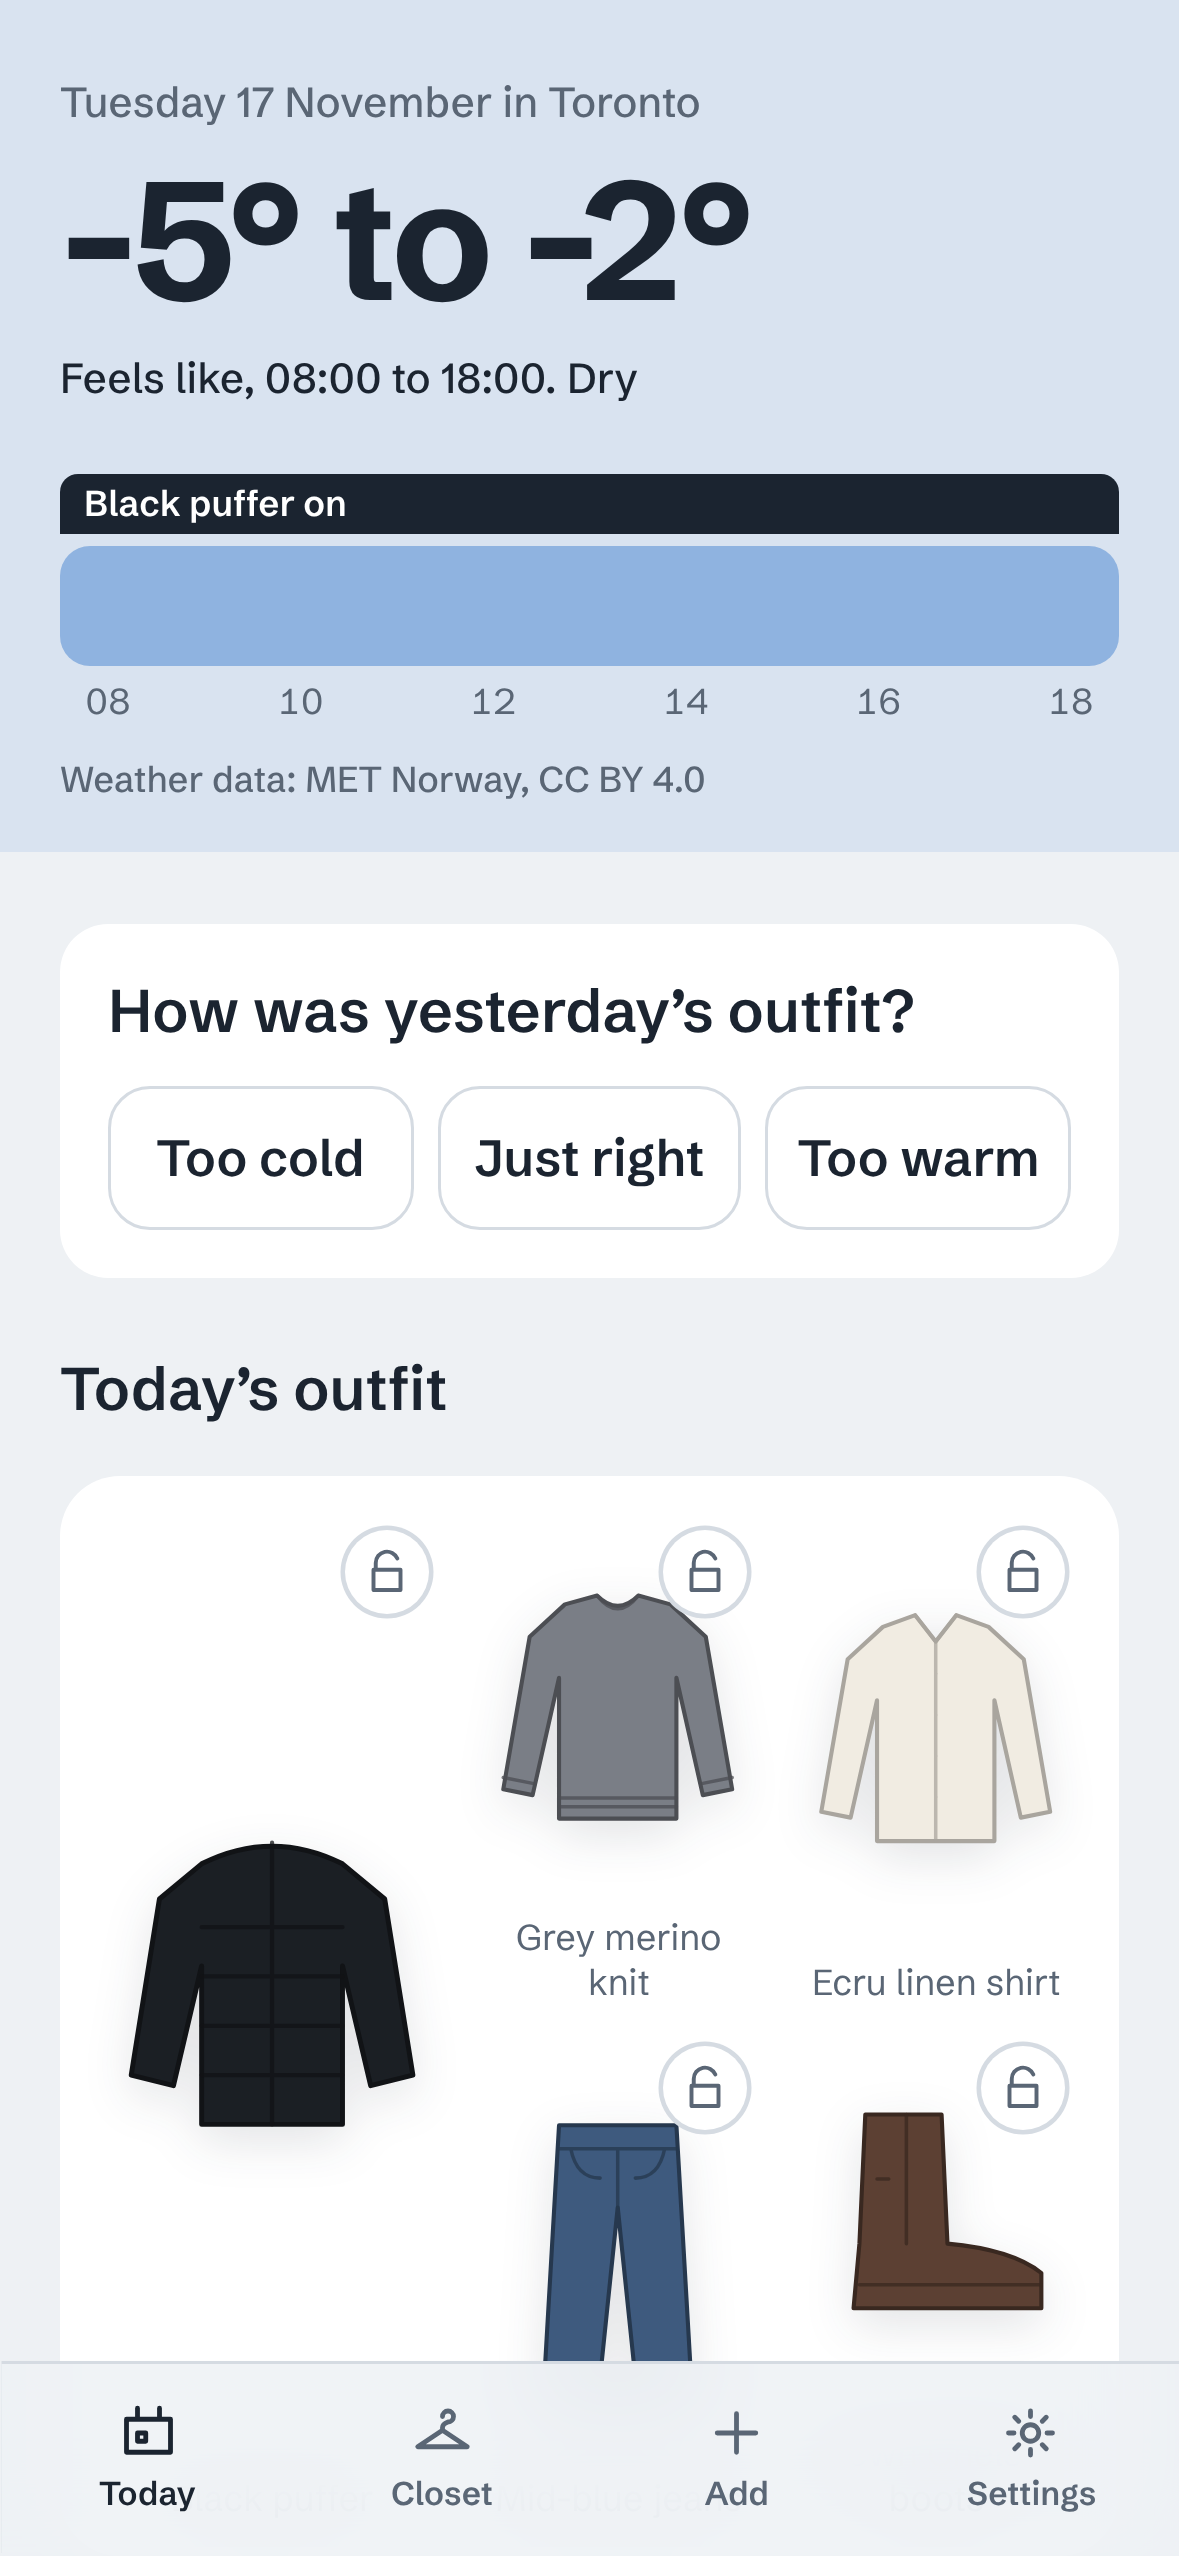 Tuesday 17 November in Toronto
-5° to -2°
Feels like, 08:00 to 18:00. Dry
Black puffer on
08 10 12 14 16 18
Weather data: MET Norway, CC BY 4.0
How was yesterday’s outfit?
Too cold
Just right
Too warm
Today’s outfit
Grey merino
knit
Ecru linen shirt
Today
Closet
Add
Settings